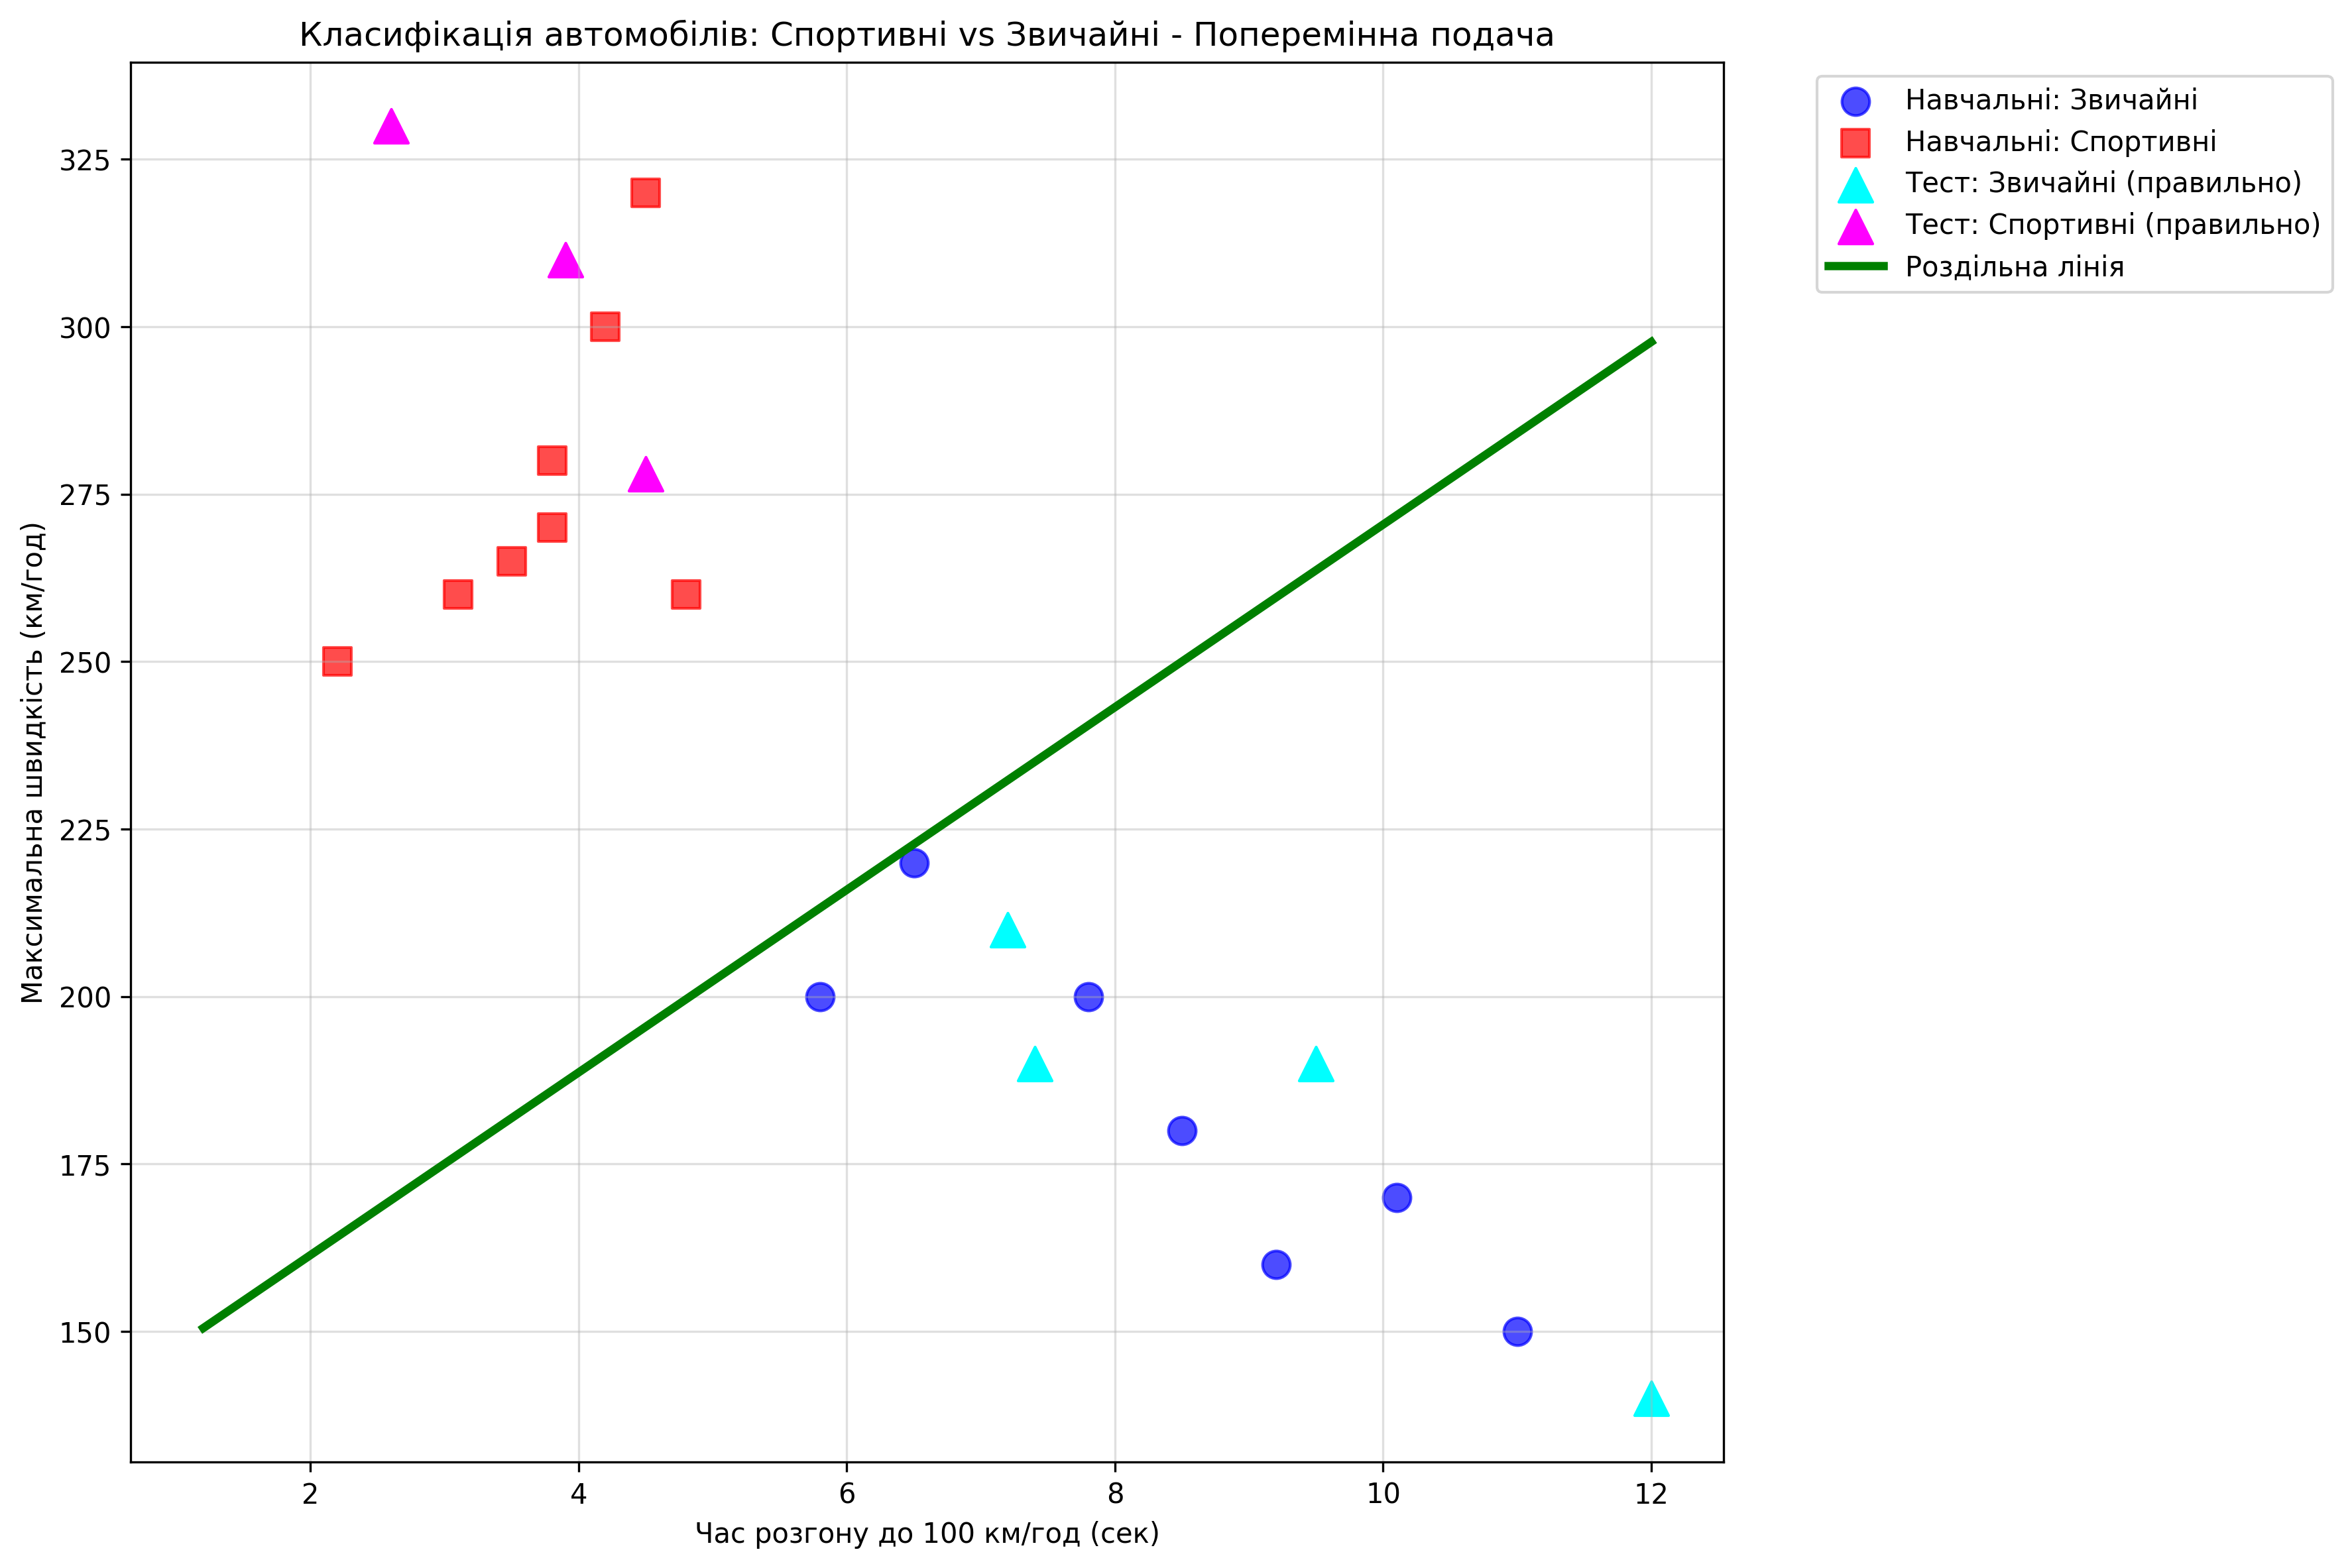 Класифікація автомобілів: Спортивні vs Звичайні - Поперемінна подача
Навчальні: Звичайні
Навчальні: Спортивні
Тест: Звичайні (правильно)
Тест: Спортивні (правильно)
Роздільна лінія
Максимальна швидкість (км/год)
325
300
275
250
225
200
175
150
2 4 6 8 10 12
Час розгону до 100 км/год (сек)